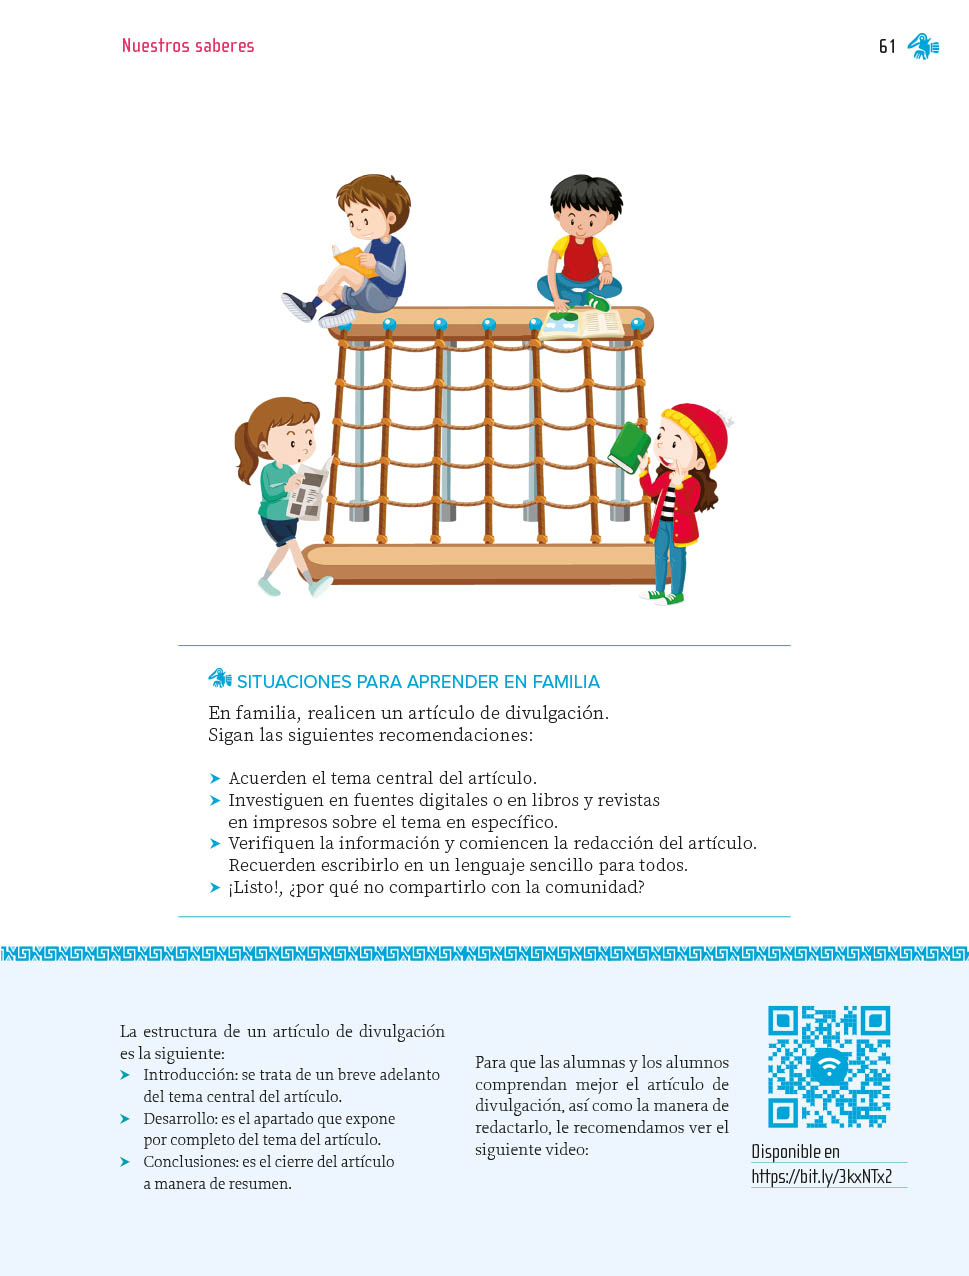 Nuestros saberes
61
SITUACIONES PARA APRENDER EN FAMILIA
En familia, realicen un artículo de divulgación.
Sigan las siguientes recomendaciones:
➤ Acuerden el tema central del artículo.
➤ Investiguen en fuentes digitales o en libros y revistas
en impresos sobre el tema en específico.
➤ Verifiquen la información y comiencen la redacción del artículo.
Recuerden escribirlo en un lenguaje sencillo para todos.
➤ ¡Listo!, ¿por qué no compartirlo con la comunidad?
La estructura de un artículo de divulgación
es la siguiente:
➤ Introducción: se trata de un breve adelanto
del tema central del artículo.
➤ Desarrollo: es el apartado que expone
por completo del tema del artículo.
➤ Conclusiones: es el cierre del artículo
a manera de resumen.
Para que las alumnas y los alumnos
comprendan mejor el artículo de
divulgación, así como la manera de
redactarlo, le recomendamos ver el
siguiente video:
Disponible en
https://bit.ly/3kxNTx2